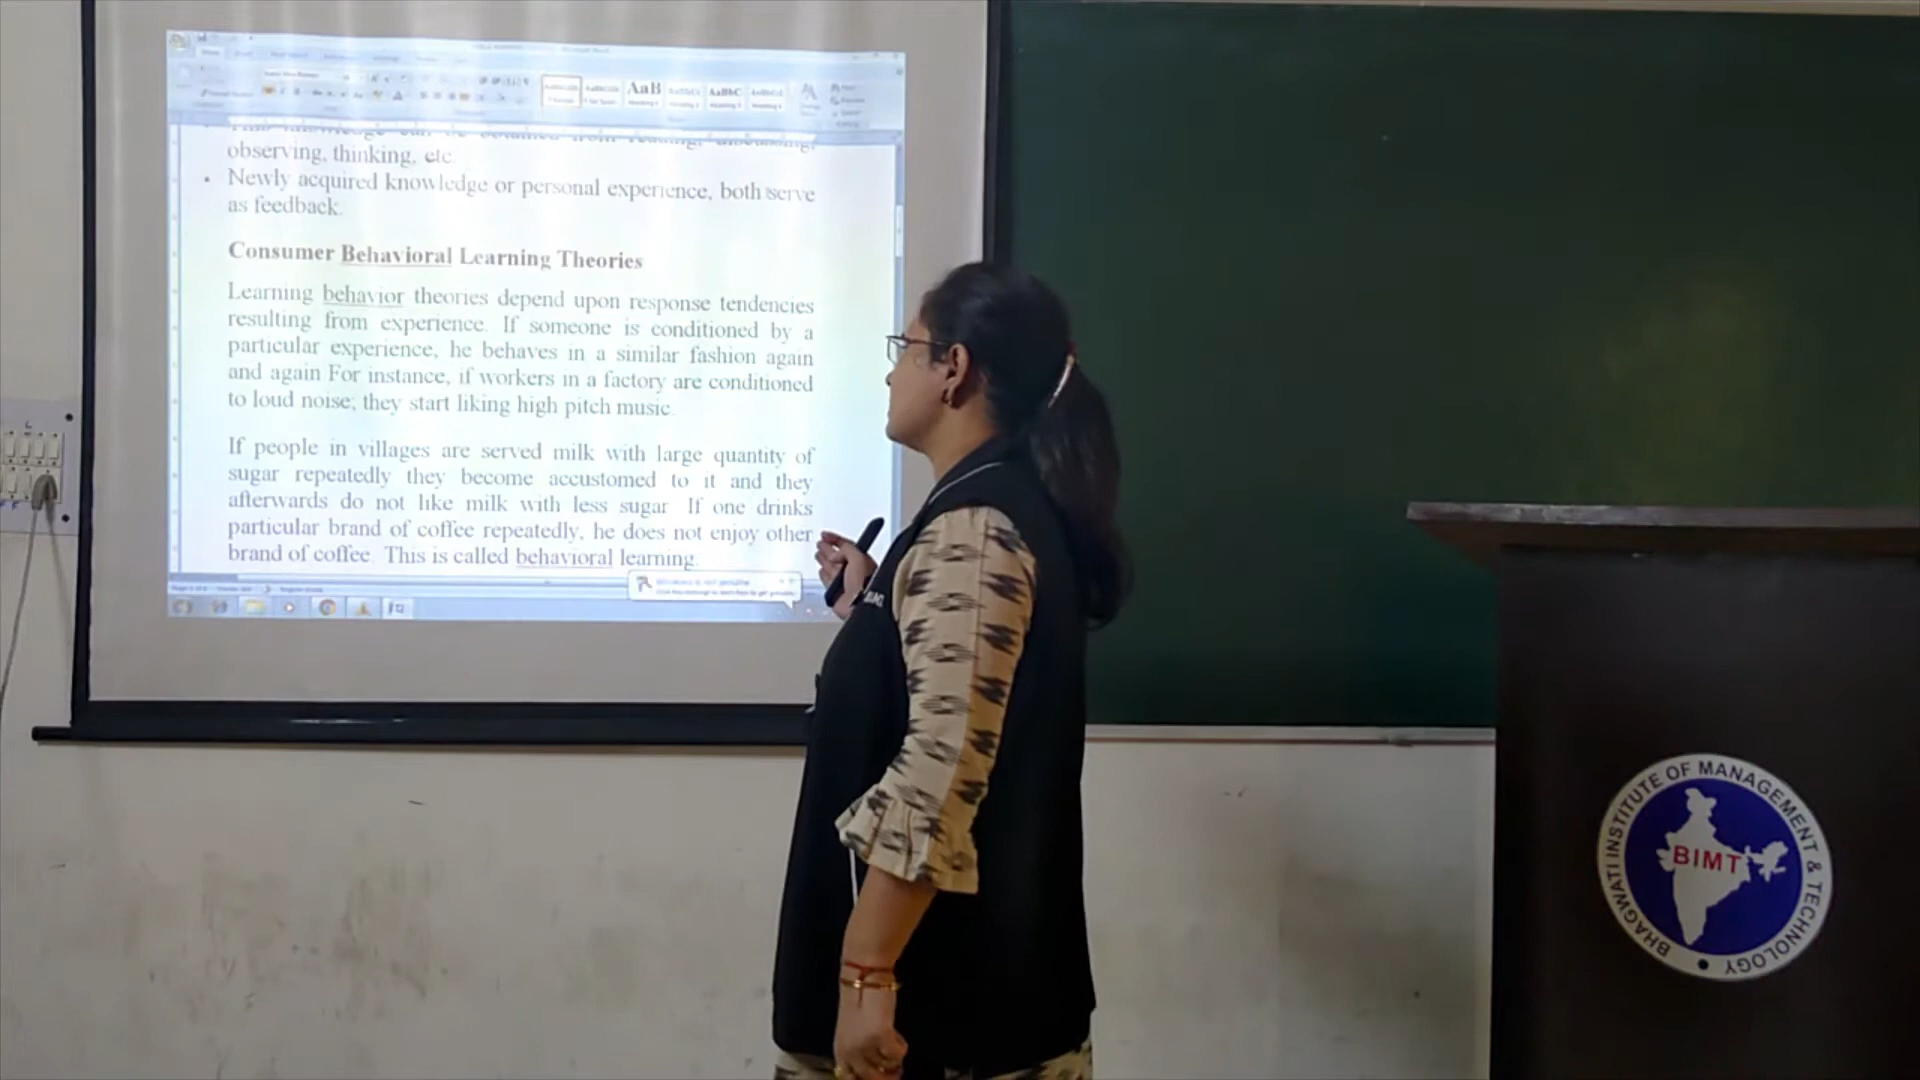 AaB
AaBbC
observing, thinking, etc.
• Newly acquired knowledge or personal experience, both serve
as feedback.
Consumer Behavioral Learning Theories
Learning behavior theories depend upon response tendencies
resulting from experience. If someone is conditioned by a
particular experience, he behaves in a similar fashion again
and again For instance, if workers in a factory are conditioned
to loud noise; they start liking high pitch music.
If people in villages are served milk with large quantity of
sugar repeatedly they become accustomed to it and they
afterwards do not like milk with less sugar. If one drinks
particular brand of coffee repeatedly, he does not enjoy other
brand of coffee. This is called behavioral learning.
BHAGWATI INSTITUTE OF MANAGEMENT & TECHNOLOGY
BIMT